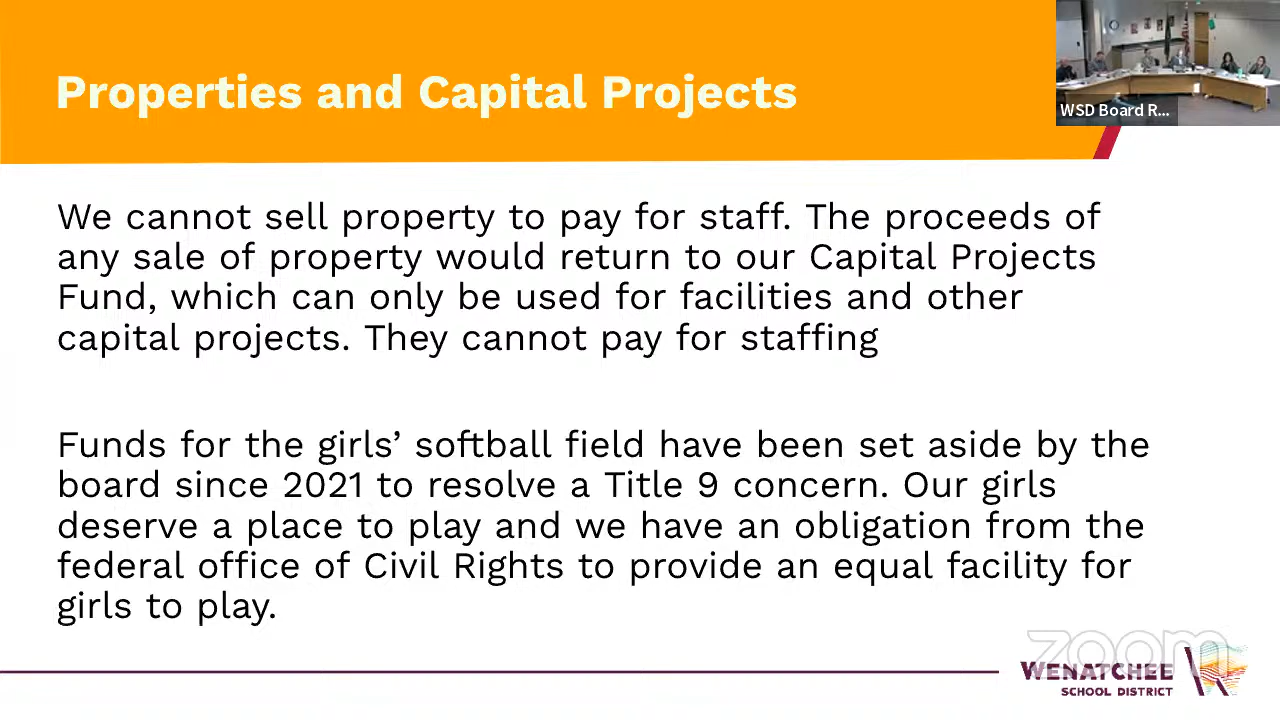 Properties and Capital Projects
WSD Board R...
We cannot sell property to pay for staff. The proceeds of
any sale of property would return to our Capital Projects
Fund, which can only be used for facilities and other
capital projects. They cannot pay for staffing
Funds for the girls’ softball field have been set aside by the
board since 2021 to resolve a Title 9 concern. Our girls
deserve a place to play and we have an obligation from the
federal office of Civil Rights to provide an equal facility for
girls to play.
zoom
WENATCHEE
SCHOOL DISTRICT